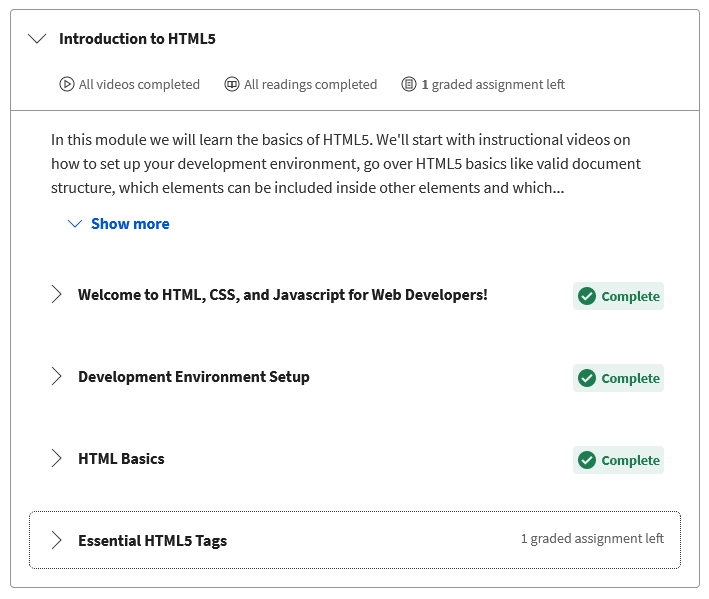 Introduction to HTML5
All videos completed All readings completed 1 graded assignment left
In this module we will learn the basics of HTML5. We'll start with instructional videos on
how to set up your development environment, go over HTML5 basics like valid document
structure, which elements can be included inside other elements and which...
Show more
Welcome to HTML, CSS, and Javascript for Web Developers! Complete
Development Environment Setup Complete
HTML Basics Complete
Essential HTML5 Tags 1 graded assignment left